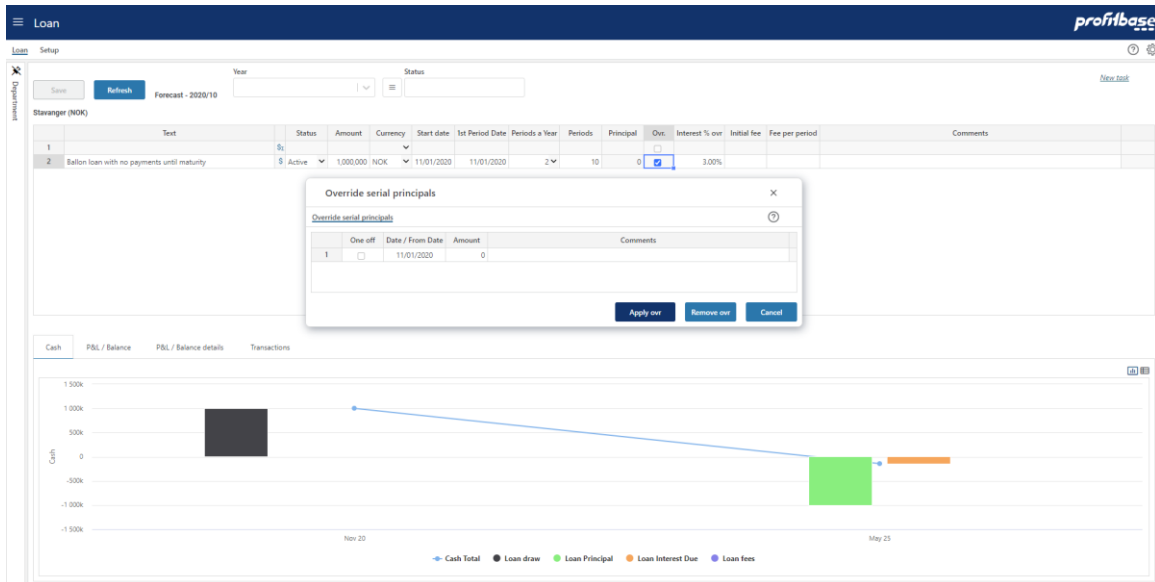 Loan
profitbase
Loan Setup
Department
Save Refresh Forecast - 2020/10
Year
Status
New task
Stavanger (NOK)
Text Status Amount Currency Start date 1st Period Date Periods a Year Periods Principal Ovr. Interest % ovr Initial fee Fee per period Comments
1
2 Ballon loan with no payments until maturity $ Active 1,000,000 NOK 11/01/2020 11/01/2020 2 10 0 3.00%
Override serial principals
Override serial principals
One off Date / From Date Amount Comments
1 11/01/2020 0
Apply ovr Remove ovr Cancel
Cash P&L / Balance P&L / Balance details Transactions
1 500k
1 000k
500k
0
-500k
-1 000k
-1 500k
Cash
Nov 20 May 25
Cash Total Loan draw Loan Principal Loan Interest Due Loan fees